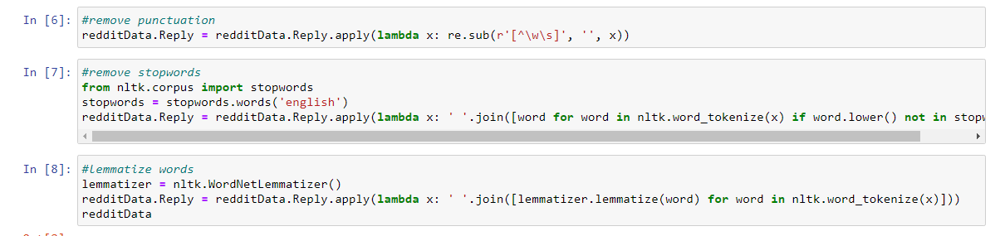 In [6]: #remove punctuation
redditData.Reply = redditData.Reply.apply(lambda x: re.sub(r'[^\w\s]', '', x))
In [7]: #remove stopwords
from nltk.corpus import stopwords
stopwords = stopwords.words('english')
redditData.Reply = redditData.Reply.apply(lambda x: ' '.join([word for word in nltk.word_tokenize(x) if word.lower() not in stopw
In [8]: #lemmatize words
lemmatizer = nltk.WordNetLemmatizer()
redditData.Reply = redditData.Reply.apply(lambda x: ' '.join([lemmatizer.lemmatize(word) for word in nltk.word_tokenize(x)]))
redditData